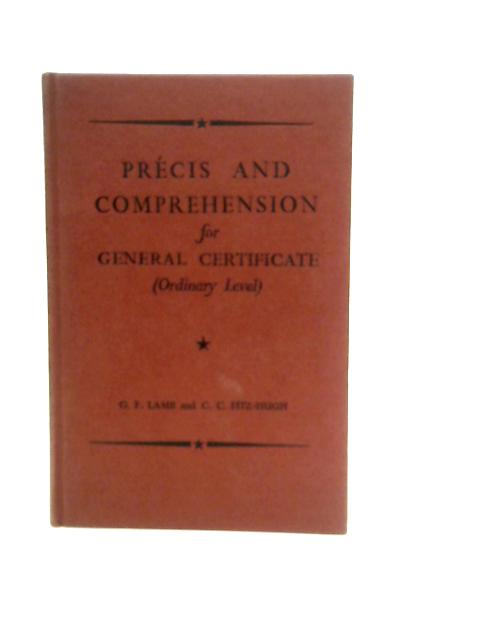 PRÉCIS AND
COMPREHENSION
for
GENERAL CERTIFICATE
(Ordinary Level)
G. F. LAMB and C. C. FITZ-HUGH